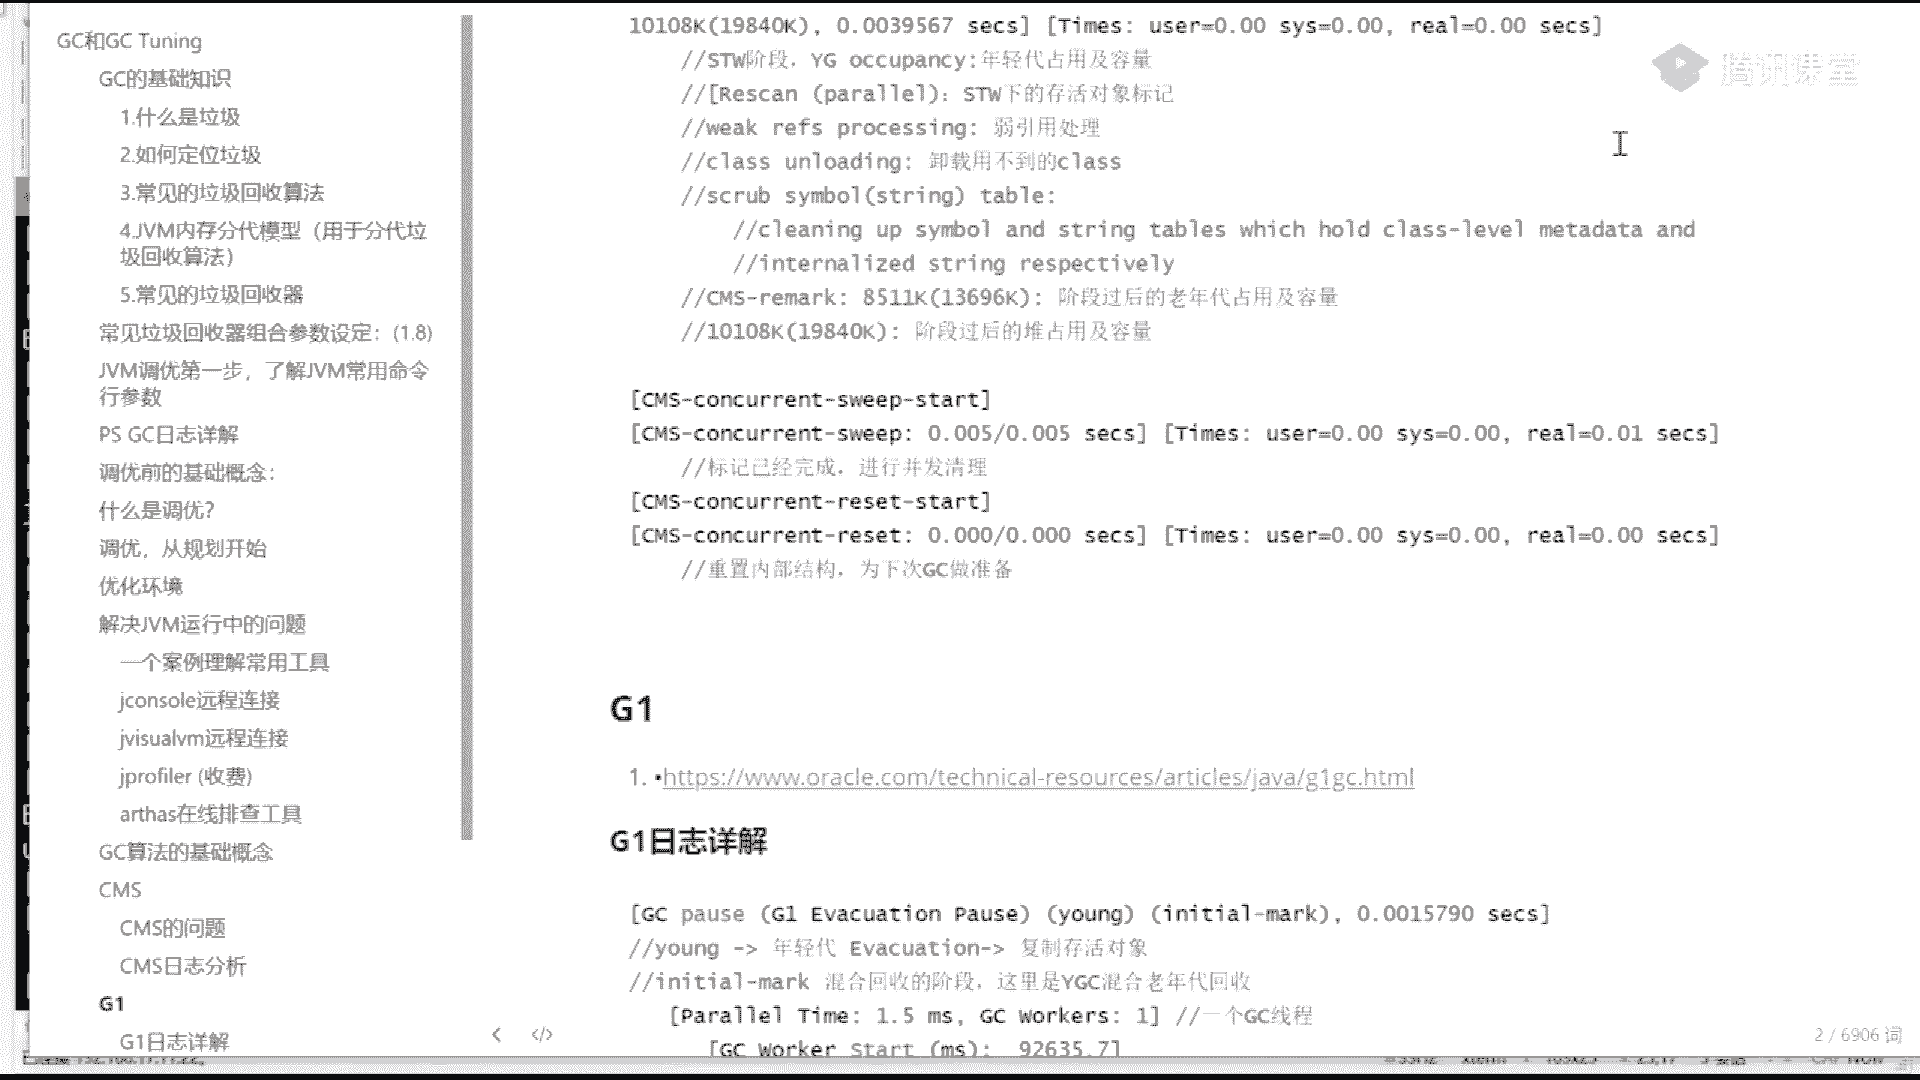 GC和GC Tuning
GC的基础知识
1.什么是垃圾
2.如何定位垃圾
3.常见的垃圾回收算法
4.JVM内存分代模型（用于分代垃
圾回收算法）
5.常见的垃圾回收器
常见垃圾回收器组合参数设定：(1.8)
JVM调优第一步，了解JVM常用命令
行参数
PS GC日志详解
调优前的基础概念：
什么是调优？
调优，从规划开始
优化环境
解决JVM运行中的问题
一个案例理解常用工具
jconsole远程连接
jvisualvm远程连接
jprofiler (收费)
arthas在线排查工具
GC算法的基础概念
CMS
CMS的问题
CMS日志分析
G1
G1日志详解
10108K(19840K), 0.0039567 secs] [Times: user=0.00 sys=0.00, real=0.00 secs]
//STW阶段，YG occupancy:年轻代占用及容量
//[Rescan (parallel)：STW下的存活对象标记
//weak refs processing: 弱引用处理
//class unloading: 卸载用不到的class
//scrub symbol(string) table:
//cleaning up symbol and string tables which hold class-level metadata and
//internalized string respectively
//CMS-remark: 8511K(13696K): 阶段过后的老年代占用及容量
//10108K(19840K): 阶段过后的堆占用及容量
[CMS-concurrent-sweep-start]
[CMS-concurrent-sweep: 0.005/0.005 secs] [Times: user=0.00 sys=0.00, real=0.01 secs]
//标记已经完成，进行并发清理
[CMS-concurrent-reset-start]
[CMS-concurrent-reset: 0.000/0.000 secs] [Times: user=0.00 sys=0.00, real=0.00 secs]
//重置内部结构，为下次GC做准备
G1
1. •https://www.oracle.com/technical-resources/articles/java/g1gc.html
G1日志详解
[GC pause (G1 Evacuation Pause) (young) (initial-mark), 0.0015790 secs]
//young -> 年轻代 Evacuation-> 复制存活对象
//initial-mark 混合回收的阶段，这里是YGC混合老年代回收
[Parallel Time: 1.5 ms, GC Workers: 1] //一个GC线程
[GC Worker Start (ms):  92635.7]
腾讯课堂
2 / 6906 词